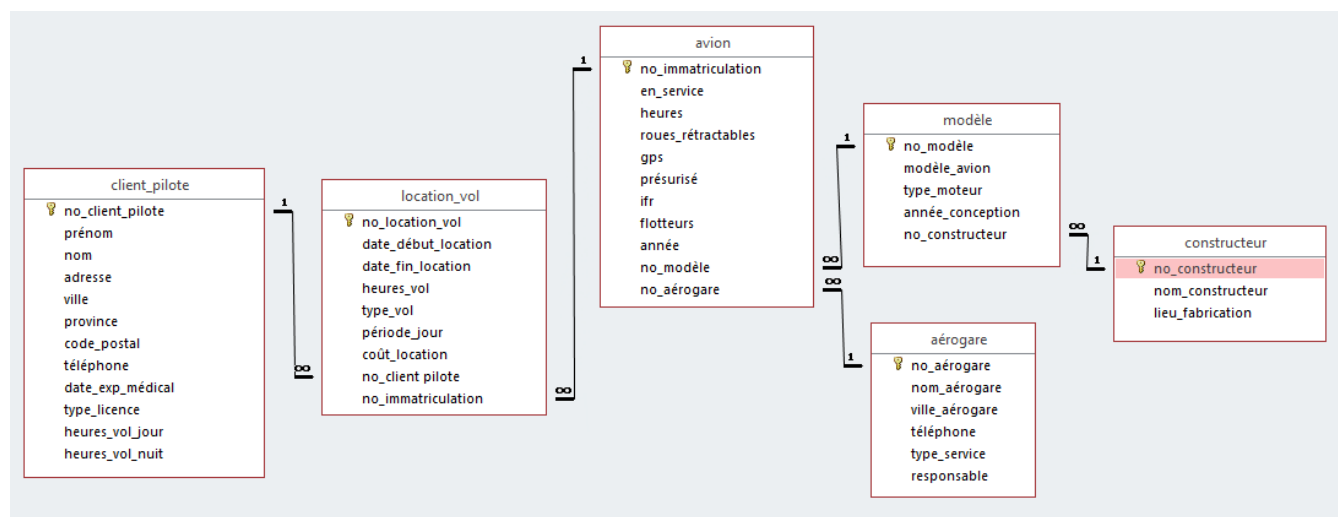 client_pilote
no_client_pilote
prénom
nom
adresse
ville
province
code_postal
téléphone
date_exp_médical
type_licence
heures_vol_jour
heures_vol_nuit
1
∞
location_vol
no_location_vol
date_début_location
date_fin_location
heures_vol
type_vol
période_jour
coût_location
no_client pilote
no_immatriculation
1
∞
avion
no_immatriculation
en_service
heures
roues_rétractables
gps
présurisé
ifr
flotteurs
année
no_modèle
no_aérogare
1
∞
∞
1
modèle
no_modèle
modèle_avion
type_moteur
année_conception
no_constructeur
∞
1
aérogare
no_aérogare
nom_aérogare
ville_aérogare
téléphone
type_service
responsable
constructeur
no_constructeur
nom_constructeur
lieu_fabrication